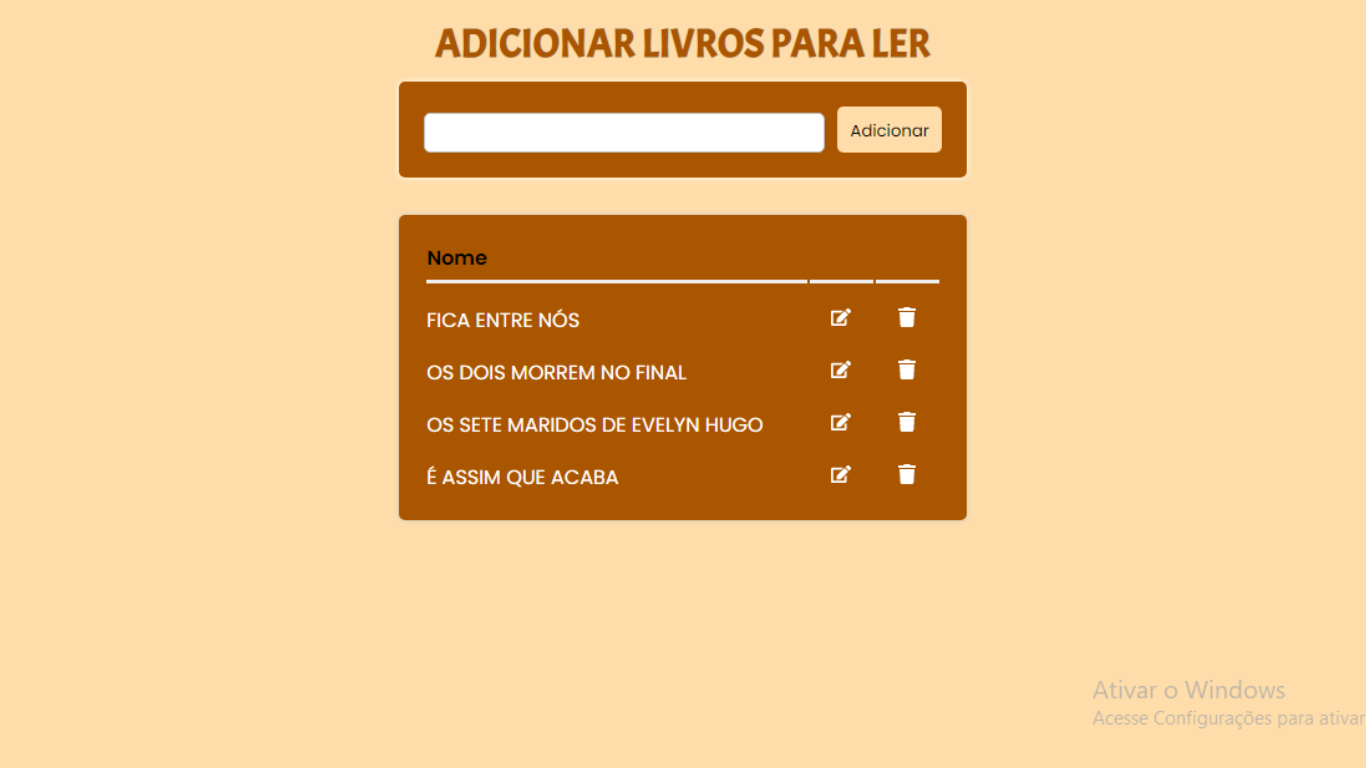 ADICIONAR LIVROS PARA LER
Adicionar
Nome
FICA ENTRE NÓS
OS DOIS MORREM NO FINAL
OS SETE MARIDOS DE EVELYN HUGO
É ASSIM QUE ACABA
Ativar o Windows
Acesse Configurações para ativar